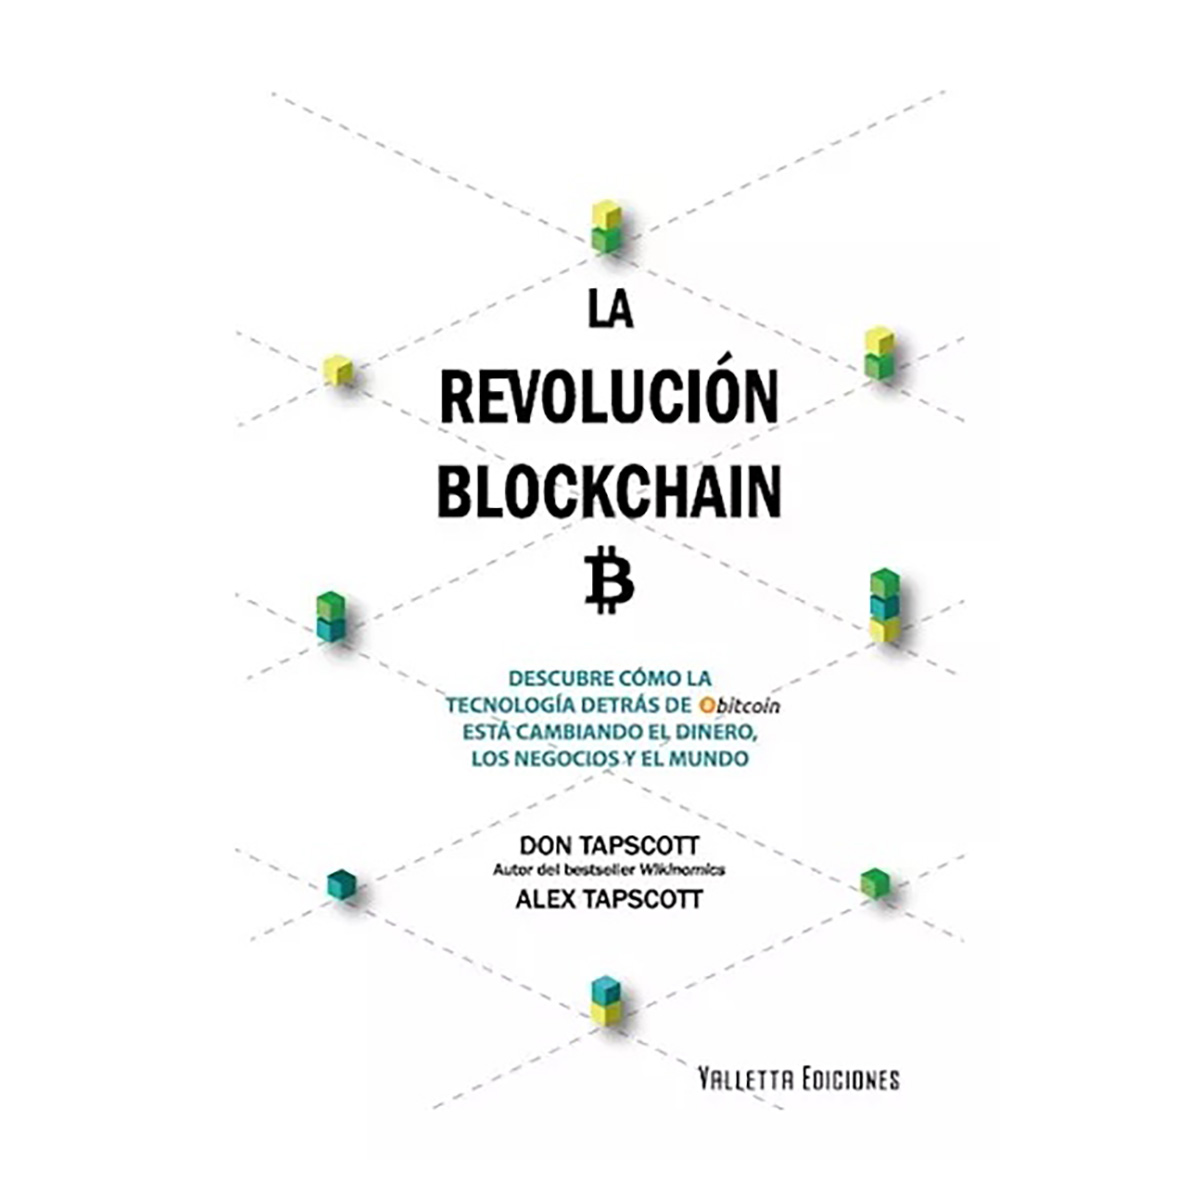 LA
REVOLUCIÓN
BLOCKCHAIN
₿
DESCUBRE CÓMO LA
TECNOLOGÍA DETRÁS DE bitcoin
ESTÁ CAMBIANDO EL DINERO,
LOS NEGOCIOS Y EL MUNDO
DON TAPSCOTT
Autor del bestseller Wikinomics
ALEX TAPSCOTT
VALLETTA EDICIONES